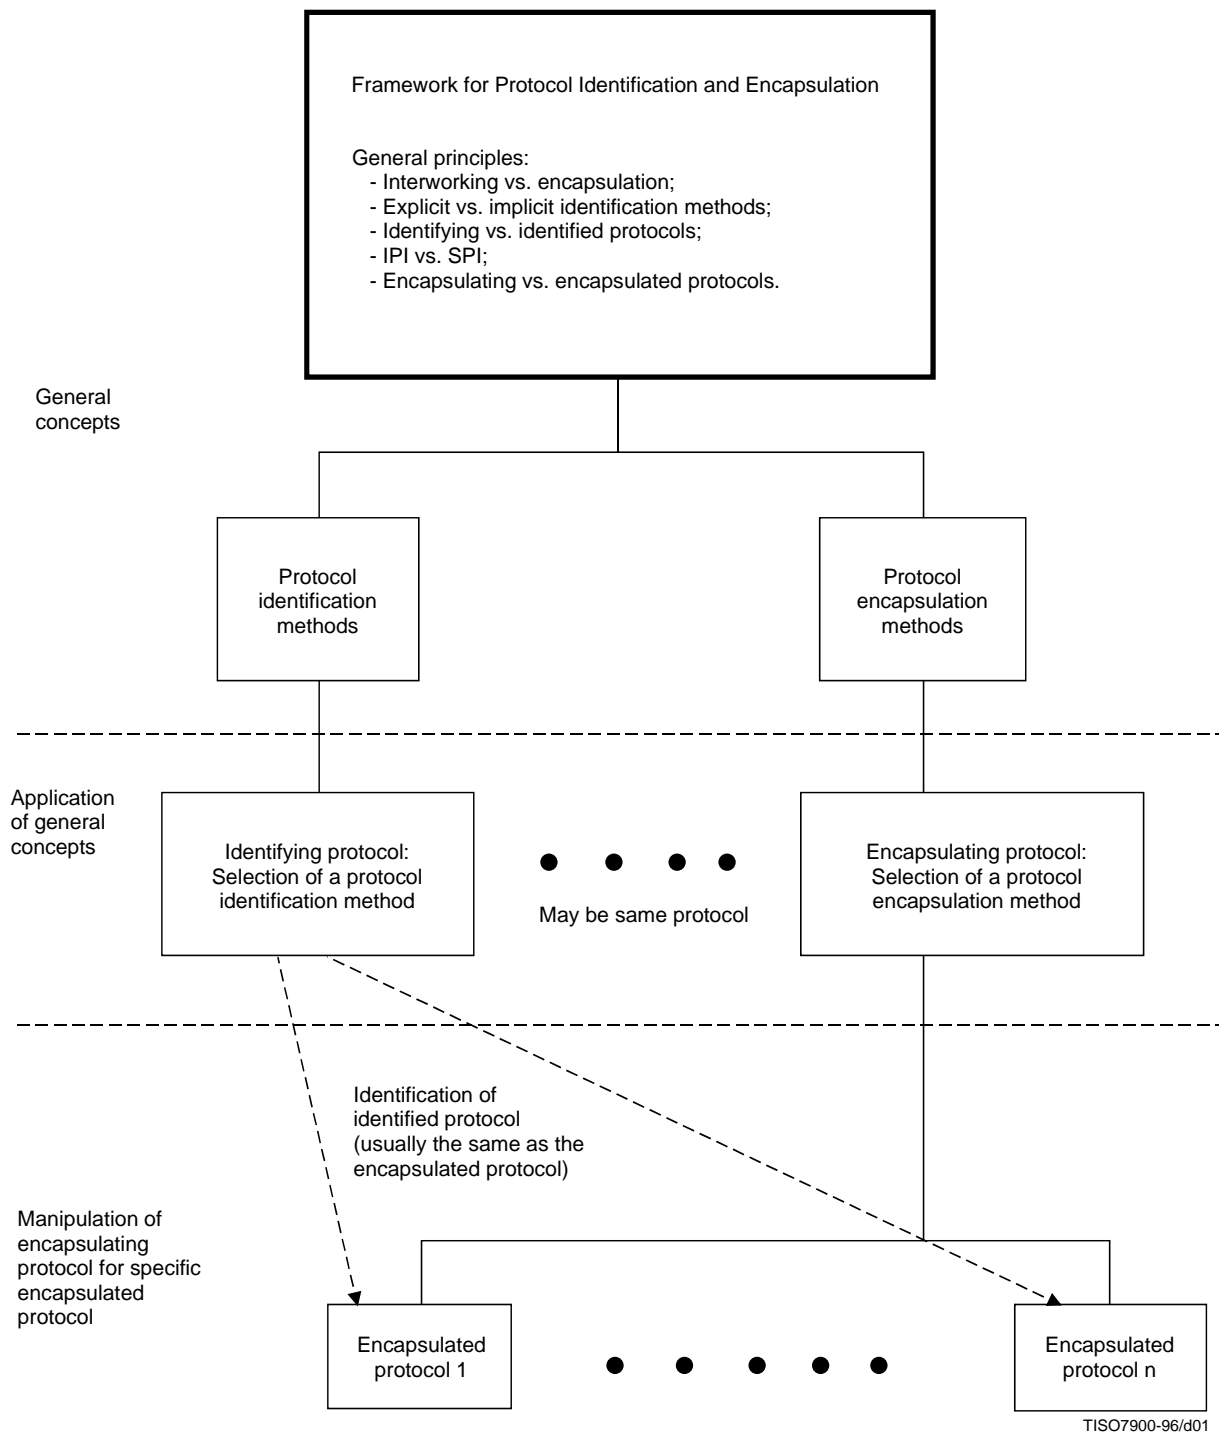 Framework for Protocol Identification and Encapsulation
General principles:
- Interworking vs. encapsulation;
- Explicit vs. implicit identification methods;
- Identifying vs. identified protocols;
- IPI vs. SPI;
- Encapsulating vs. encapsulated protocols.
General
concepts
Protocol
identification
methods
Protocol
encapsulation
methods
Application
of general
concepts
Identifying protocol:
Selection of a protocol
identification method
May be same protocol
Encapsulating protocol:
Selection of a protocol
encapsulation method
Identification of
identified protocol
(usually the same as the
encapsulated protocol)
Manipulation of
encapsulating
protocol for specific
encapsulated
protocol
Encapsulated
protocol 1
Encapsulated
protocol n
TISO7900-96/d01